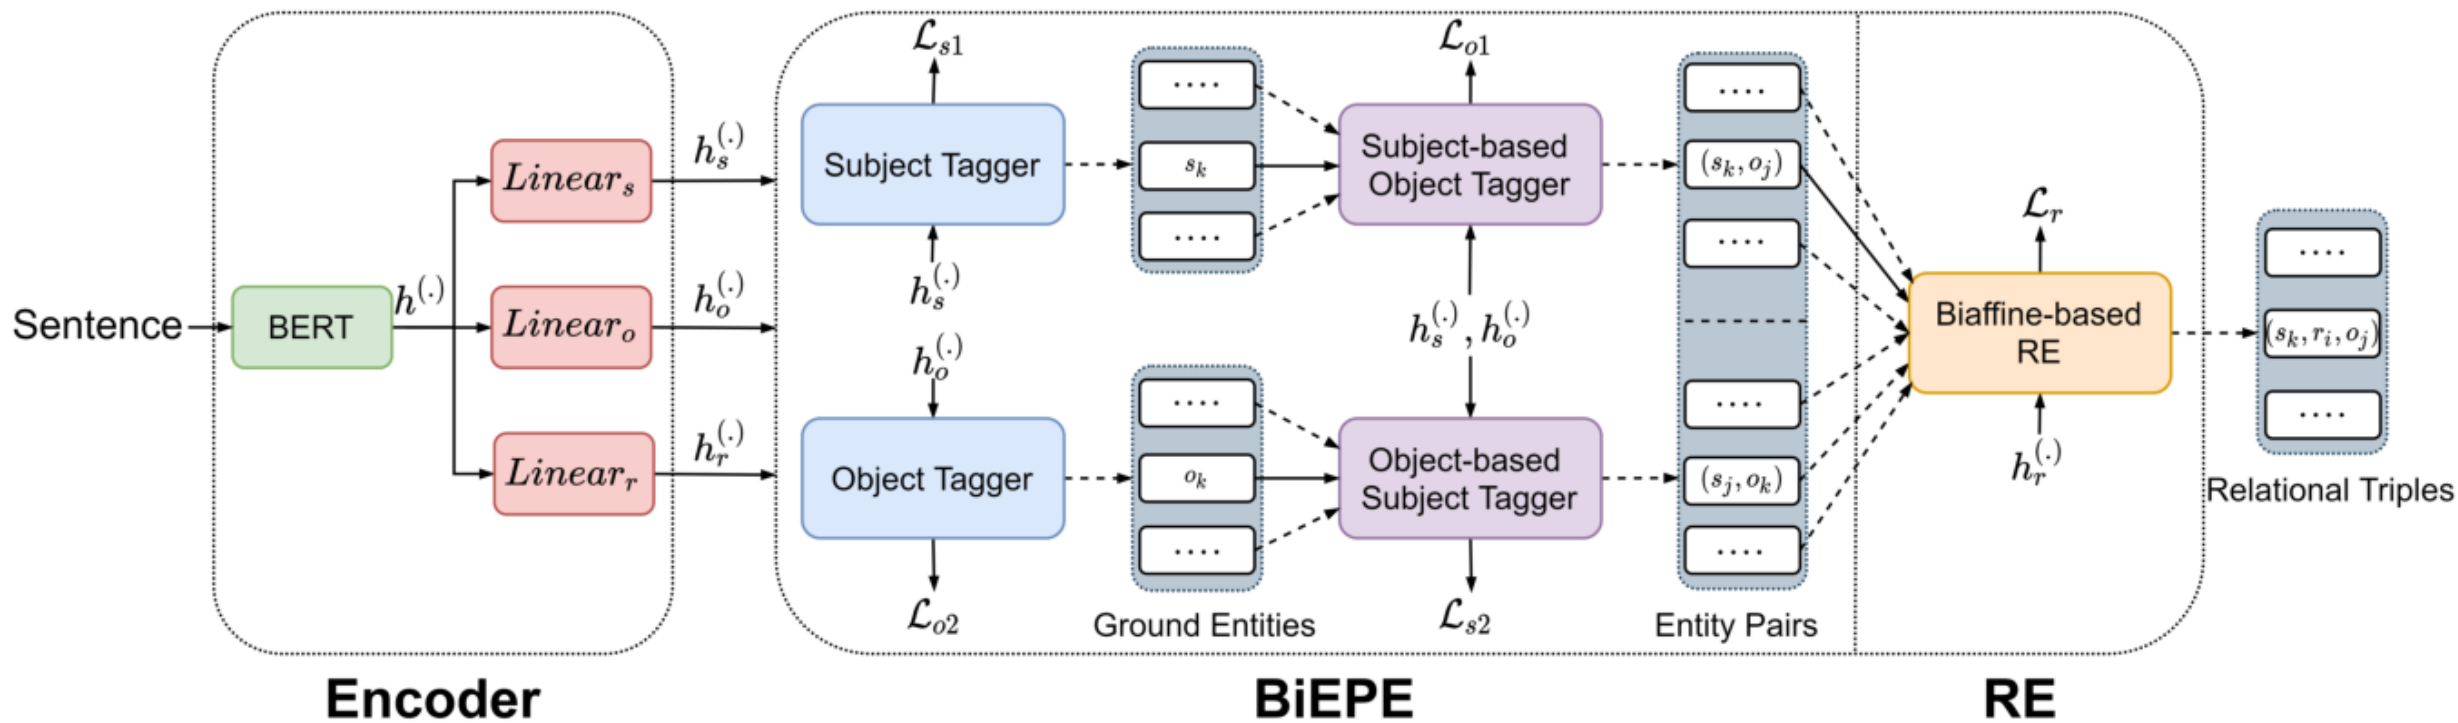 Sentence
BERT
h^(.)
Linear_s
Linear_o
Linear_r
h_s^(.)
h_o^(.)
h_r^(.)
Encoder
ℒ_s1
Subject Tagger
h_s^(.)
h_o^(.)
Object Tagger
ℒ_o2
....
s_k
....
....
o_k
....
Ground Entities
ℒ_o1
Subject-based
Object Tagger
h_s^(.), h_o^(.)
Object-based
Subject Tagger
ℒ_s2
....
(s_k, o_j)
....
....
(s_j, o_k)
....
Entity Pairs
BiEPE
ℒ_r
Biaffine-based
RE
h_r^(.)
RE
....
(s_k, r_i, o_j)
....
Relational Triples